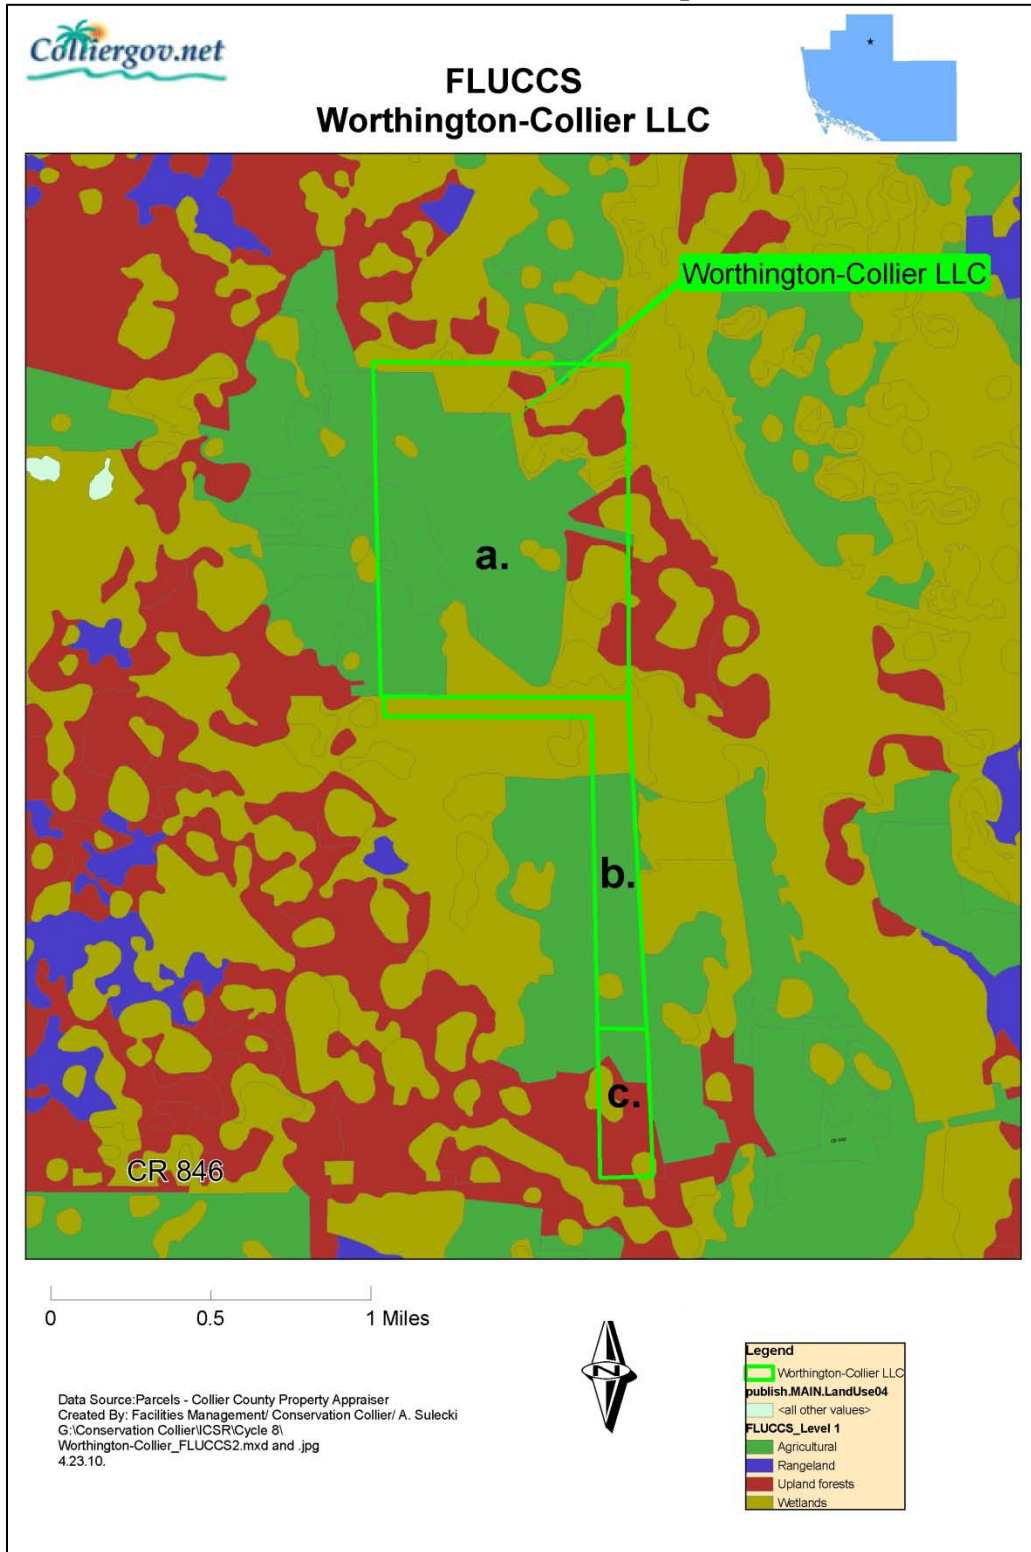 Colliergov.net
FLUCCS
Worthington-Collier LLC
Worthington-Collier LLC
a.
b.
c.
CR 846
CR 846
0 0.5 1 Miles
N
Data Source:Parcels - Collier County Property Appraiser
Created By: Facilities Management/ Conservation Collier/ A. Sulecki
G:\Conservation Collier\ICSR\Cycle 8\
Worthington-Collier_FLUCCS2.mxd and .jpg
4.23.10.
Legend
Worthington-Collier LLC
publish.MAIN.LandUse04
<all other values>
FLUCCS_Level 1
Agricultural
Rangeland
Upland forests
Wetlands